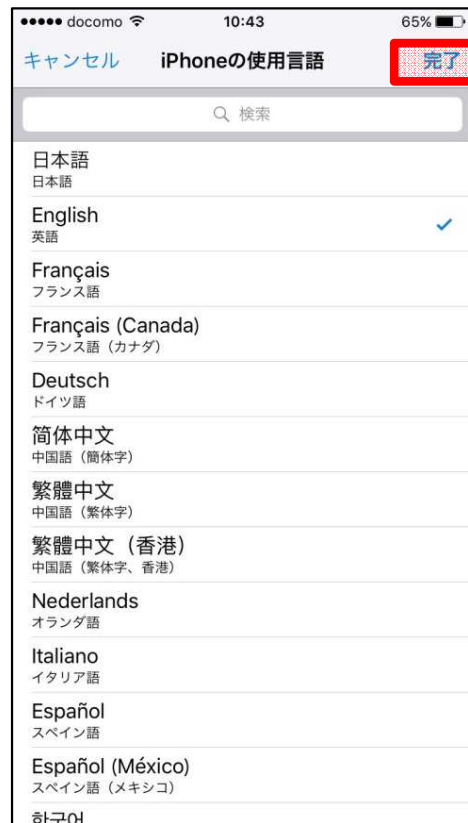 docomo 10:43 65%
キャンセル iPhoneの使用言語 完了
検索
日本語
日本語
English
英語
Français
フランス語
Français (Canada)
フランス語（カナダ）
Deutsch
ドイツ語
简体中文
中国語（簡体字）
繁體中文
中国語（繁体字）
繁體中文（香港）
中国語（繁体字、香港）
Nederlands
オランダ語
Italiano
イタリア語
Español
スペイン語
Español (México)
スペイン語（メキシコ）
한국어